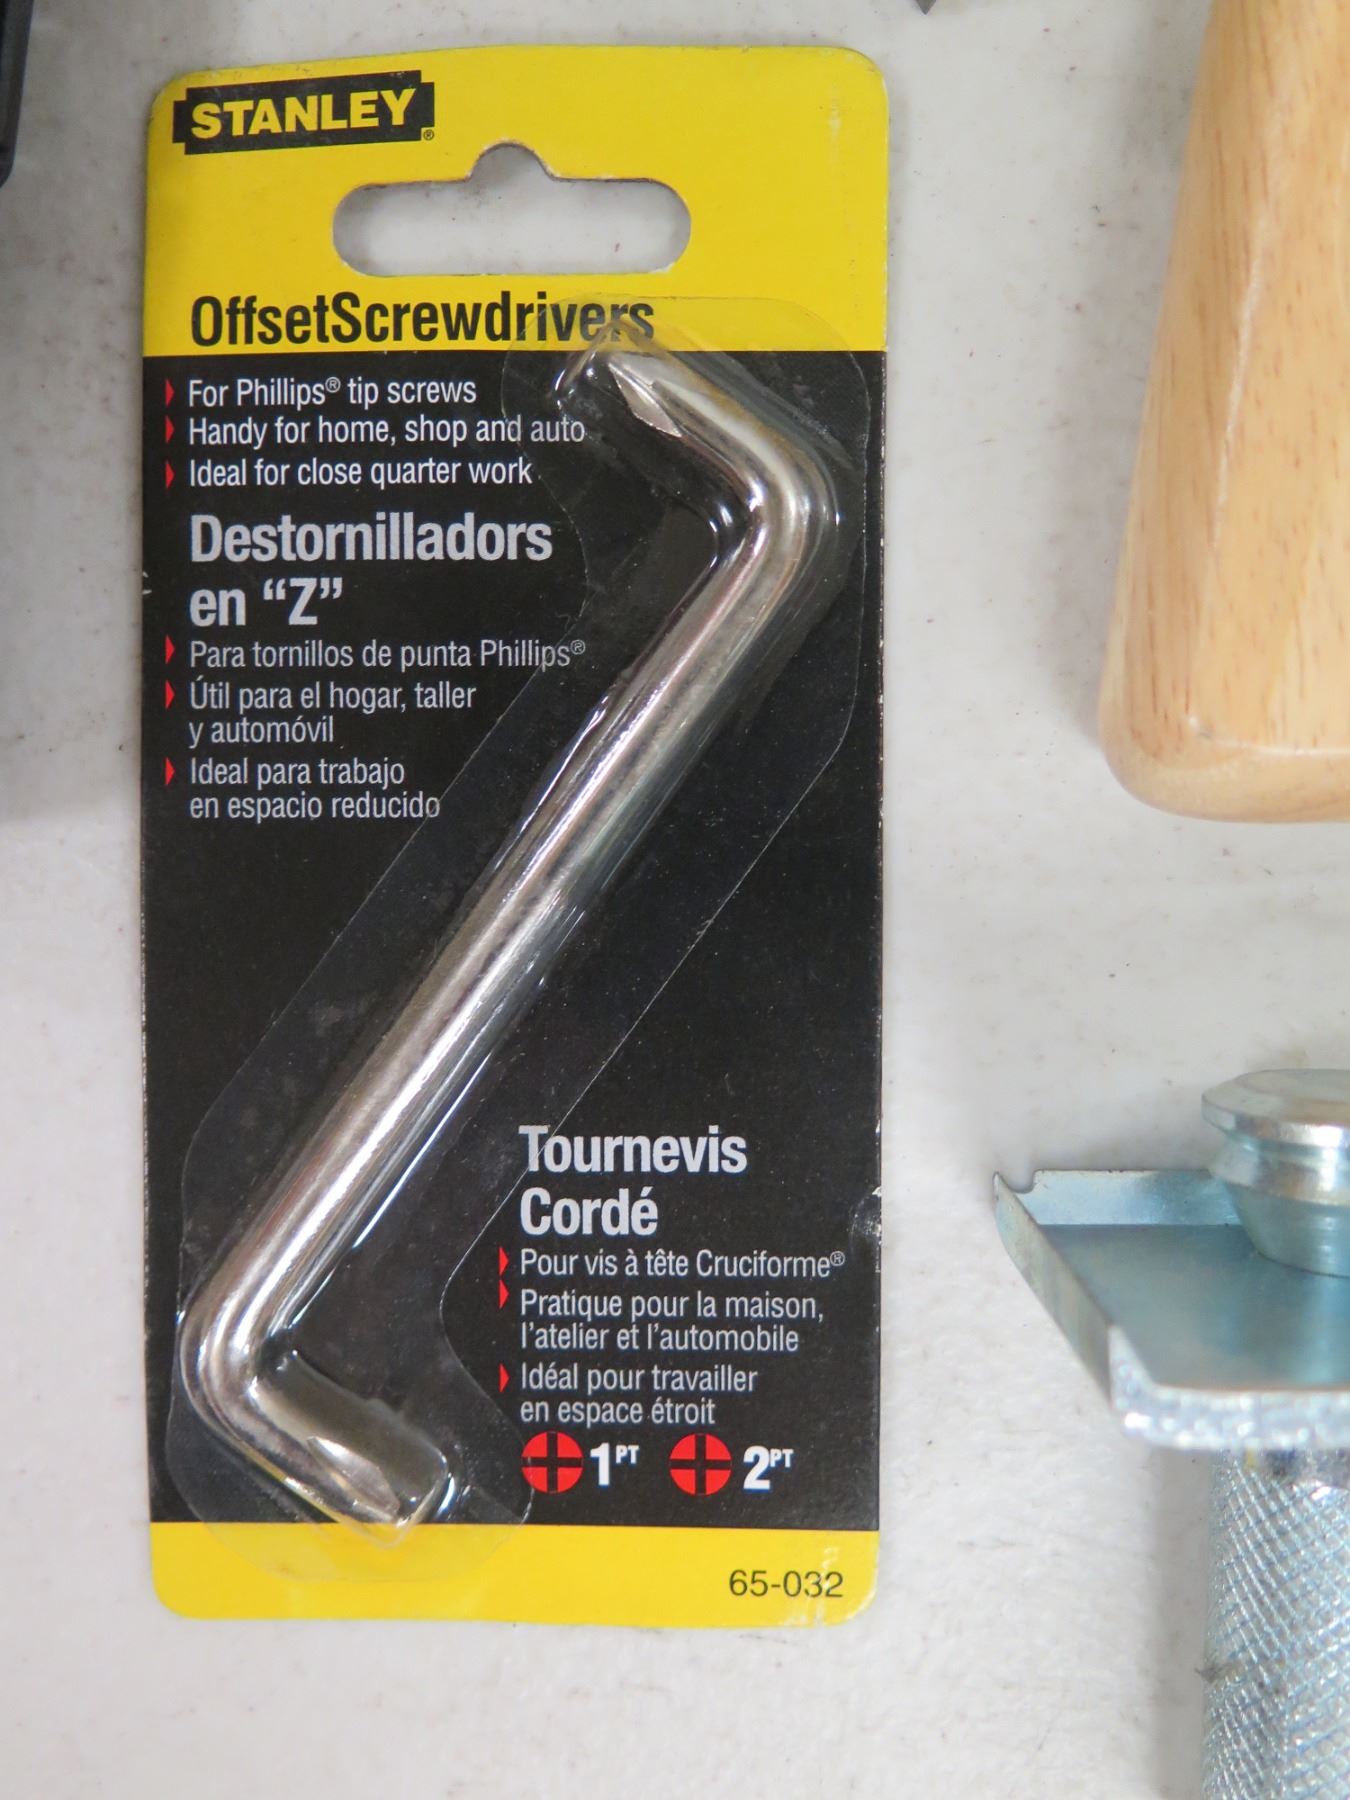 STANLEY®
OffsetScrewdrivers
For Phillips® tip screws
Handy for home, shop and auto
Ideal for close quarter work
Destornilladors
en “Z”
Para tornillos de punta Phillips®
Útil para el hogar, taller
y automóvil
Ideal para trabajo
en espacio reducido
Tournevis
Cordé
Pour vis à tête Cruciforme®
Pratique pour la maison,
l’atelier et l’automobile
Idéal pour travailler
en espace étroit
1PT 2PT
65-032